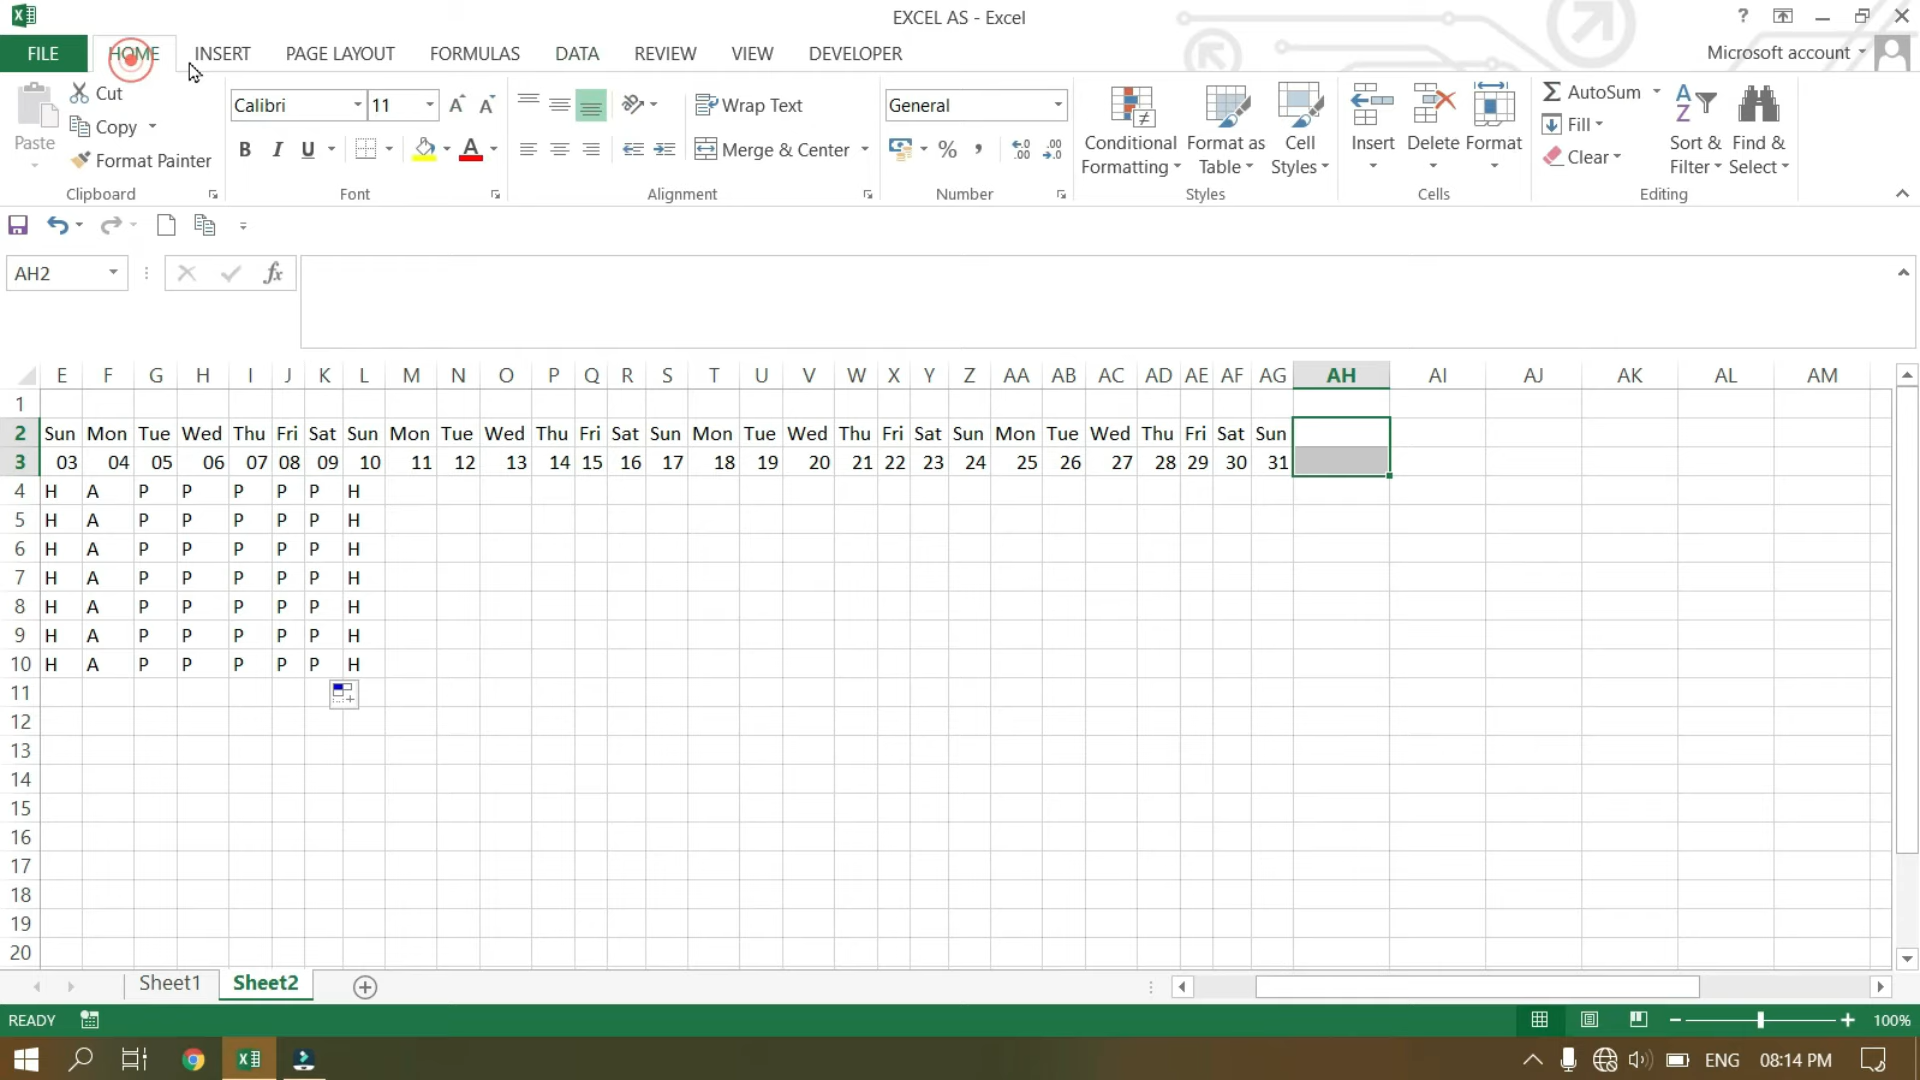 EXCEL AS - Excel
?
FILE HOME INSERT PAGE LAYOUT FORMULAS DATA REVIEW VIEW DEVELOPER Microsoft account
Paste
Cut
Copy
Format Painter
Clipboard
Calibri 11 A A
B I U A
Font
Wrap Text
Merge & Center
Alignment
General
% ,
Number
Conditional Formatting
Format as Table
Cell Styles
Styles
Insert Delete Format
Cells
AutoSum
Fill
Clear
Sort & Filter
Find & Select
Editing
AH2 fx
E F G H I J K L M N O P Q R S T U V W X Y Z AA AB AC AD AE AF AG AH AI AJ AK AL AM
1
2 Sun Mon Tue Wed Thu Fri Sat Sun Mon Tue Wed Thu Fri Sat Sun Mon Tue Wed Thu Fri Sat Sun Mon Tue Wed Thu Fri Sat Sun
3 03 04 05 06 07 08 09 10 11 12 13 14 15 16 17 18 19 20 21 22 23 24 25 26 27 28 29 30 31
4 H A P P P P P H
5 H A P P P P P H
6 H A P P P P P H
7 H A P P P P P H
8 H A P P P P P H
9 H A P P P P P H
10 H A P P P P P H
11
12
13
14
15
16
17
18
19
20
Sheet1 Sheet2
READY 100%
ENG 08:14 PM